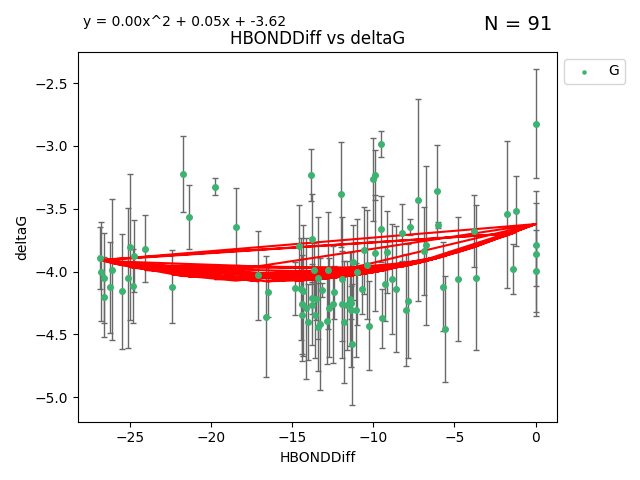 y = 0.00x^2 + 0.05x + -3.62
N = 91
HBONDDiff vs deltaG
G
−2.5
−3.0
−3.5
−4.0
−4.5
−5.0
deltaG
−25 −20 −15 −10 −5 0
HBONDDiff